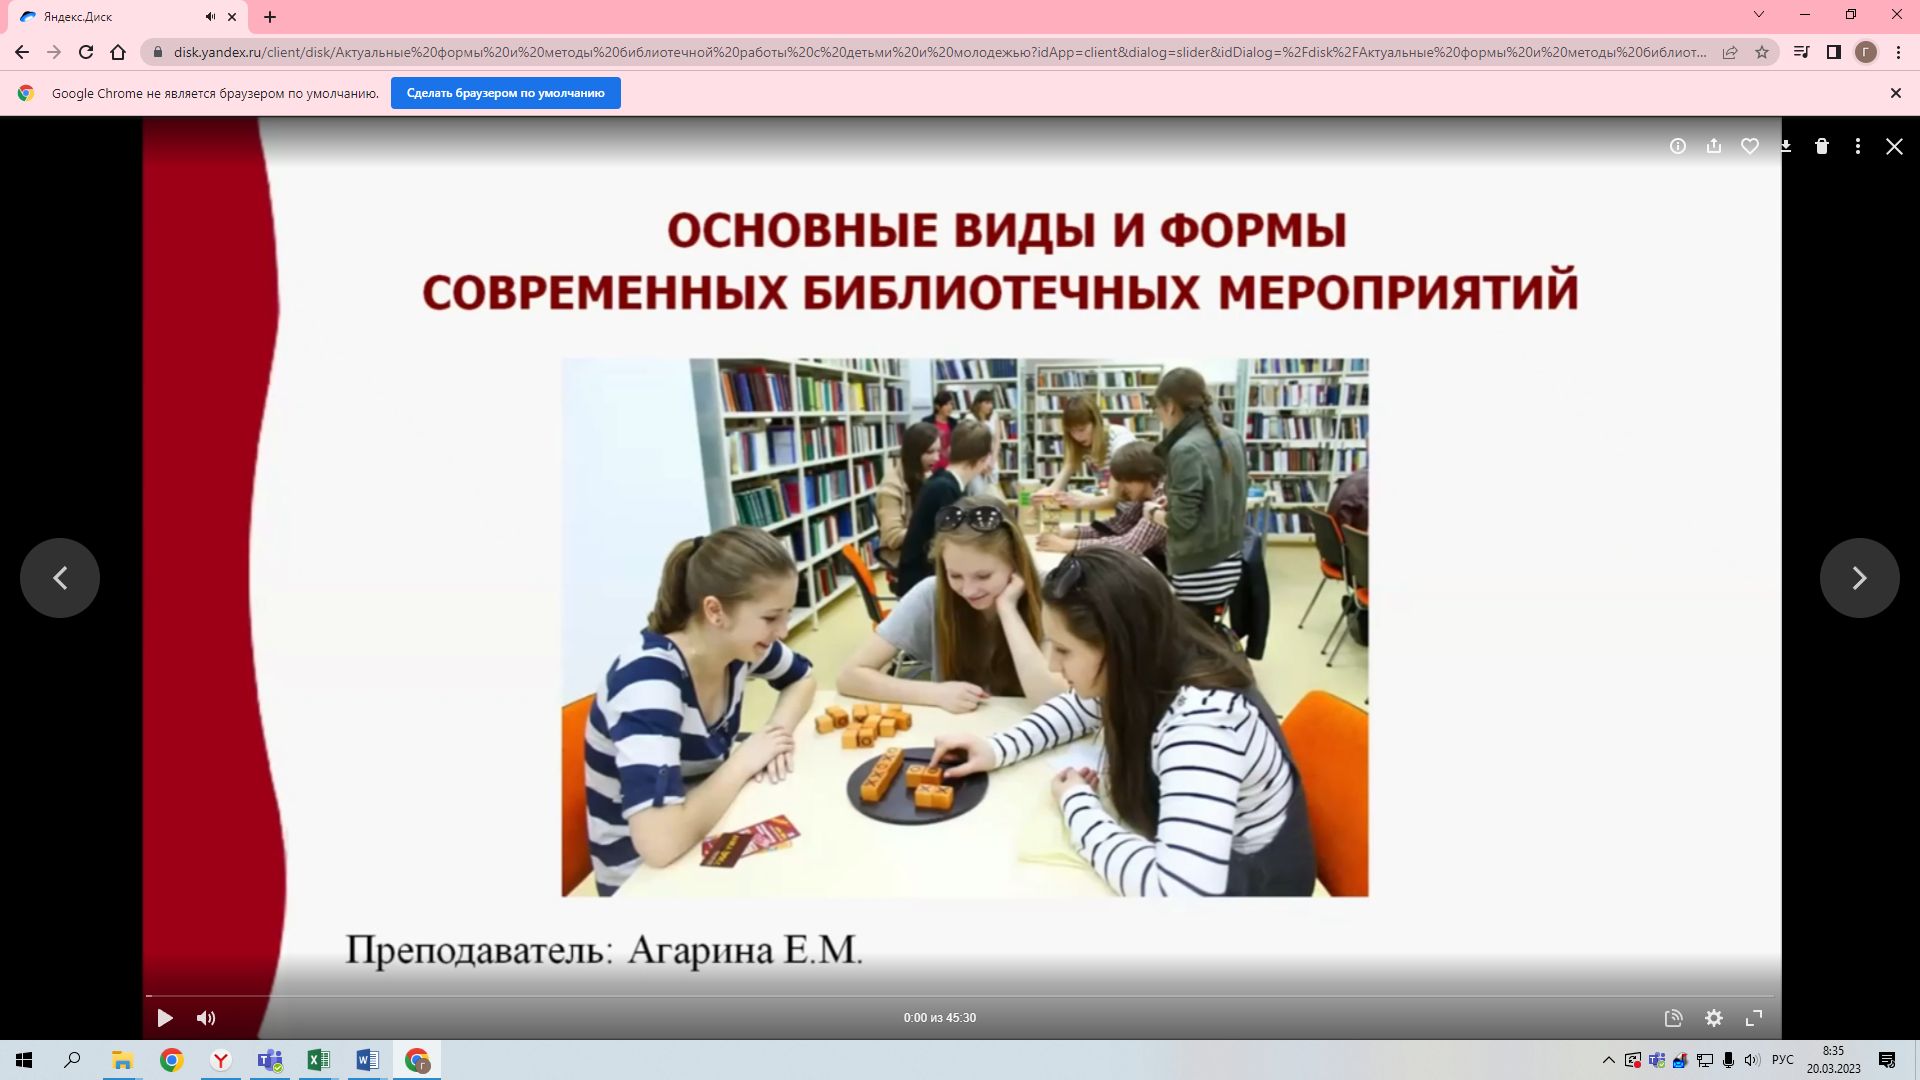 Яндекс.Диск
disk.yandex.ru/client/disk/Актуальные%20формы%20и%20методы%20библиотечной%20работы%20с%20детьми%20и%20молодежью?idApp=client&dialog=slider&idDialog=%2Fdisk%2FАктуальные%20формы%20и%20методы%20библиот...
Г
Google Chrome не является браузером по умолчанию.
Сделать браузером по умолчанию
ОСНОВНЫЕ ВИДЫ И ФОРМЫ
СОВРЕМЕННЫХ БИБЛИОТЕЧНЫХ МЕРОПРИЯТИЙ
Преподаватель: Агарина Е.М.
0:00 из 45:30
РУС
8:35
20.03.2023